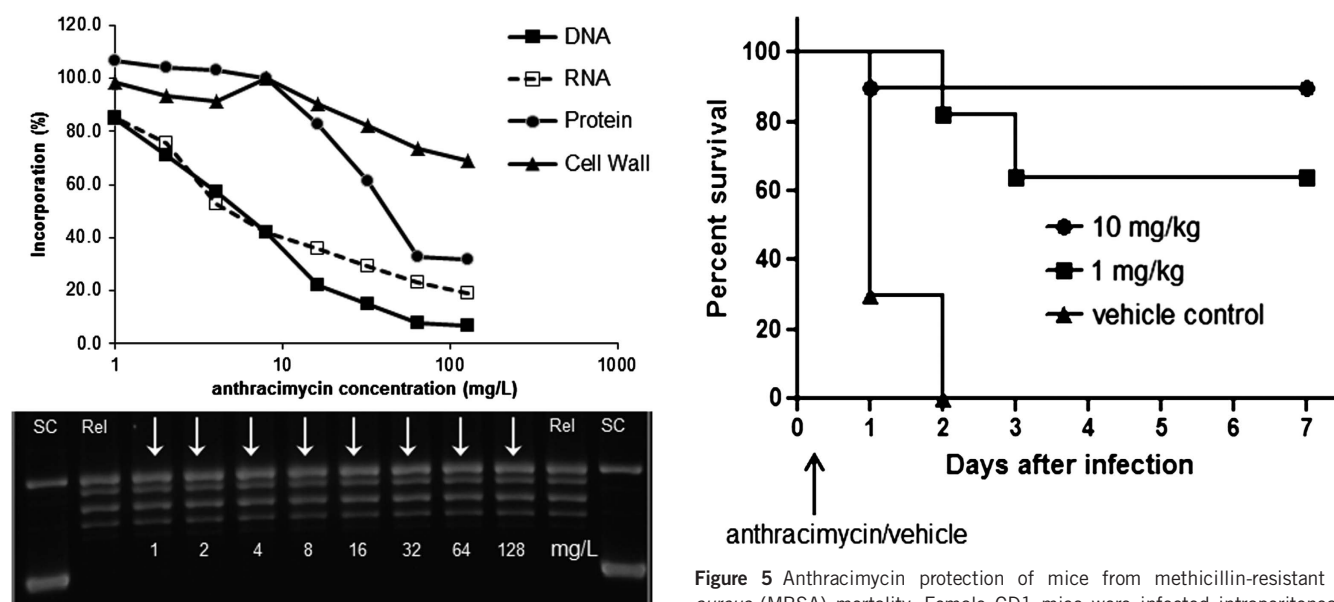 120.0
100.0
80.0
60.0
40.0
20.0
0.0
Incorporation (%)
1 10 100 1000
anthracimycin concentration (mg/L)
DNA
RNA
Protein
Cell Wall
SC Rel Rel SC
1 2 4 8 16 32 64 128 mg/L
100
80
60
40
20
0
Percent survival
10 mg/kg
1 mg/kg
vehicle control
0 1 2 3 4 5 6 7
Days after infection
anthracimycin/vehicle
Figure 5 Anthracimycin protection of mice from methicillin-resistant
(MRSA) mortality. Female CD1 mice were infected